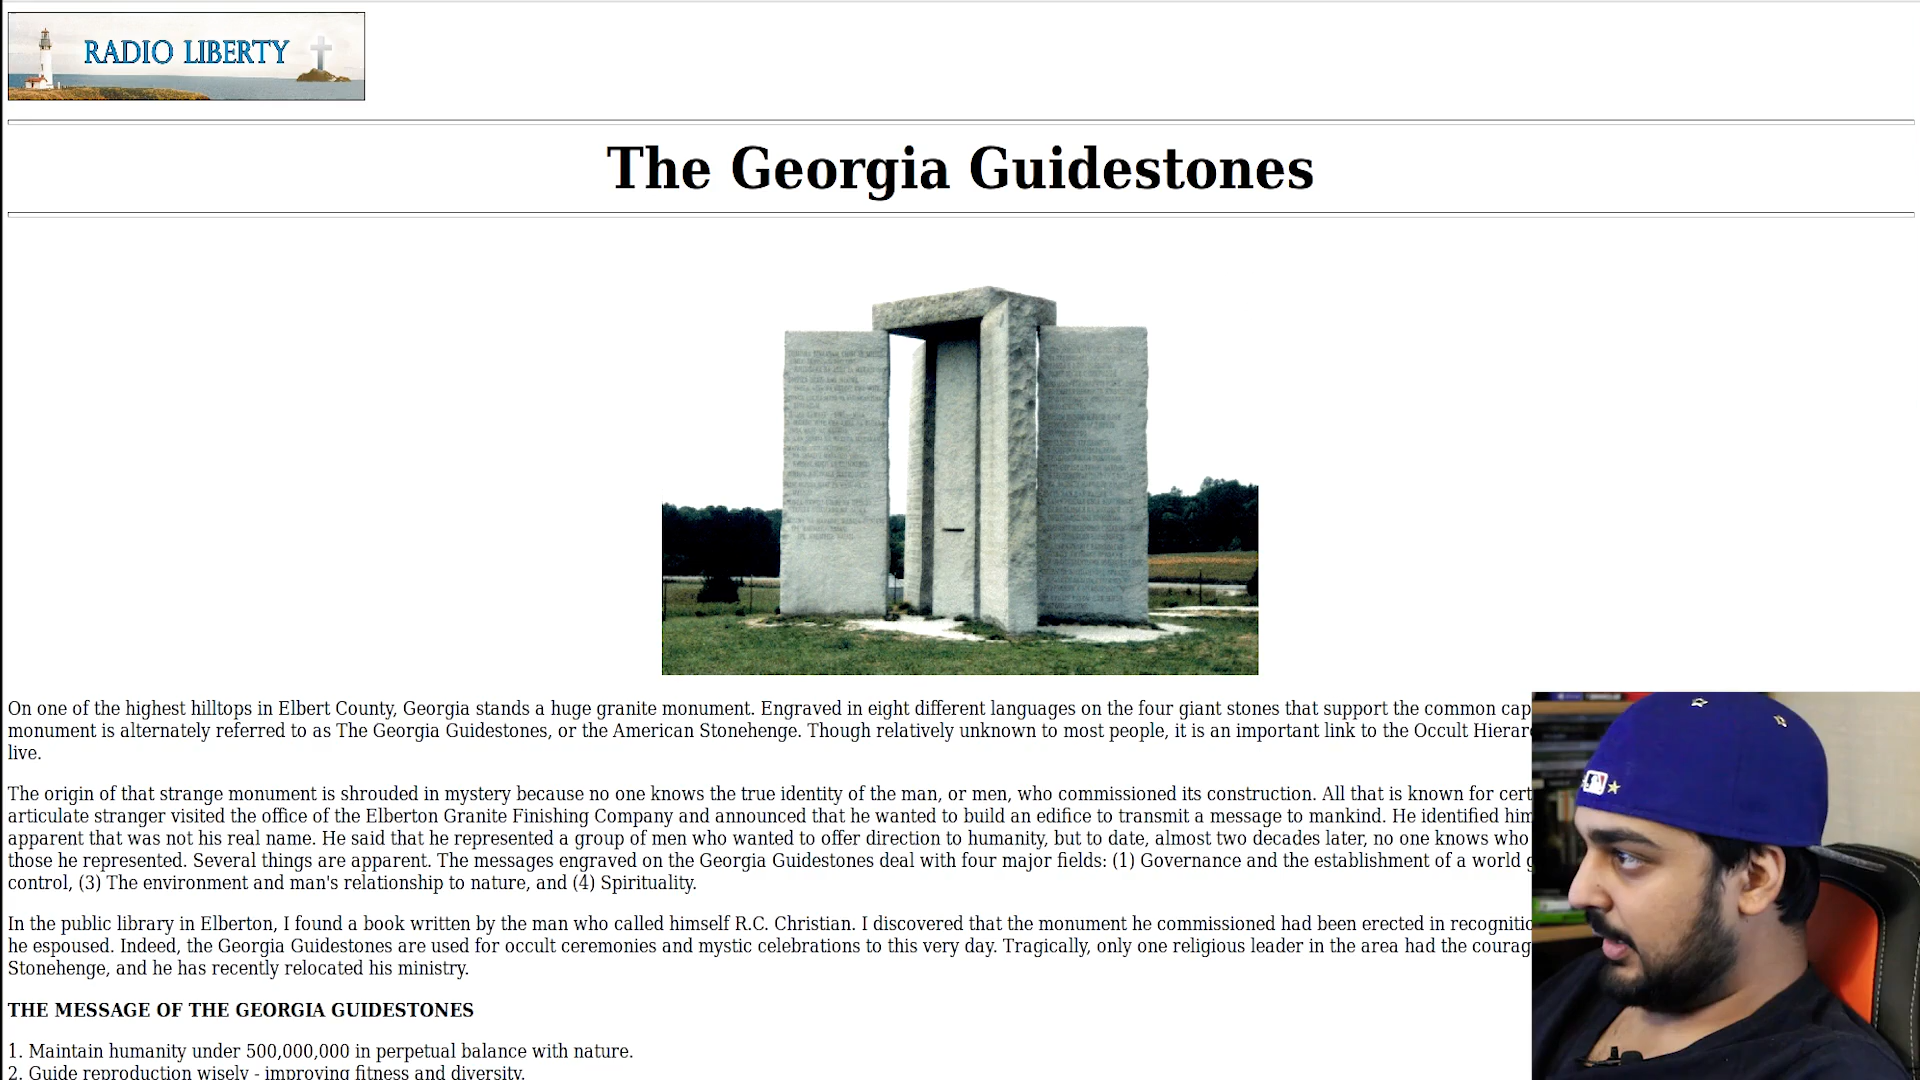 RADIO LIBERTY
The Georgia Guidestones
On one of the highest hilltops in Elbert County, Georgia stands a huge granite monument. Engraved in eight different languages on the four giant stones that support the common cap
monument is alternately referred to as The Georgia Guidestones, or the American Stonehenge. Though relatively unknown to most people, it is an important link to the Occult Hierar
live.
The origin of that strange monument is shrouded in mystery because no one knows the true identity of the man, or men, who commissioned its construction. All that is known for cert
articulate stranger visited the office of the Elberton Granite Finishing Company and announced that he wanted to build an edifice to transmit a message to mankind. He identified him
apparent that was not his real name. He said that he represented a group of men who wanted to offer direction to humanity, but to date, almost two decades later, no one knows who
those he represented. Several things are apparent. The messages engraved on the Georgia Guidestones deal with four major fields: (1) Governance and the establishment of a world g
control, (3) The environment and man's relationship to nature, and (4) Spirituality.
In the public library in Elberton, I found a book written by the man who called himself R.C. Christian. I discovered that the monument he commissioned had been erected in recognitio
he espoused. Indeed, the Georgia Guidestones are used for occult ceremonies and mystic celebrations to this very day. Tragically, only one religious leader in the area had the courag
Stonehenge, and he has recently relocated his ministry.
THE MESSAGE OF THE GEORGIA GUIDESTONES
1. Maintain humanity under 500,000,000 in perpetual balance with nature.
2. Guide reproduction wisely - improving fitness and diversity.